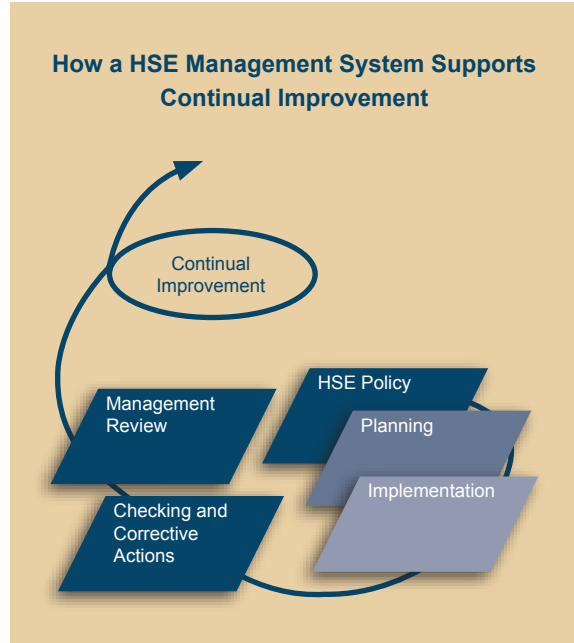 How a HSE Management System Supports
Continual Improvement
Continual
Improvement
HSE Policy
Planning
Implementation
Management
Review
Checking and
Corrective
Actions